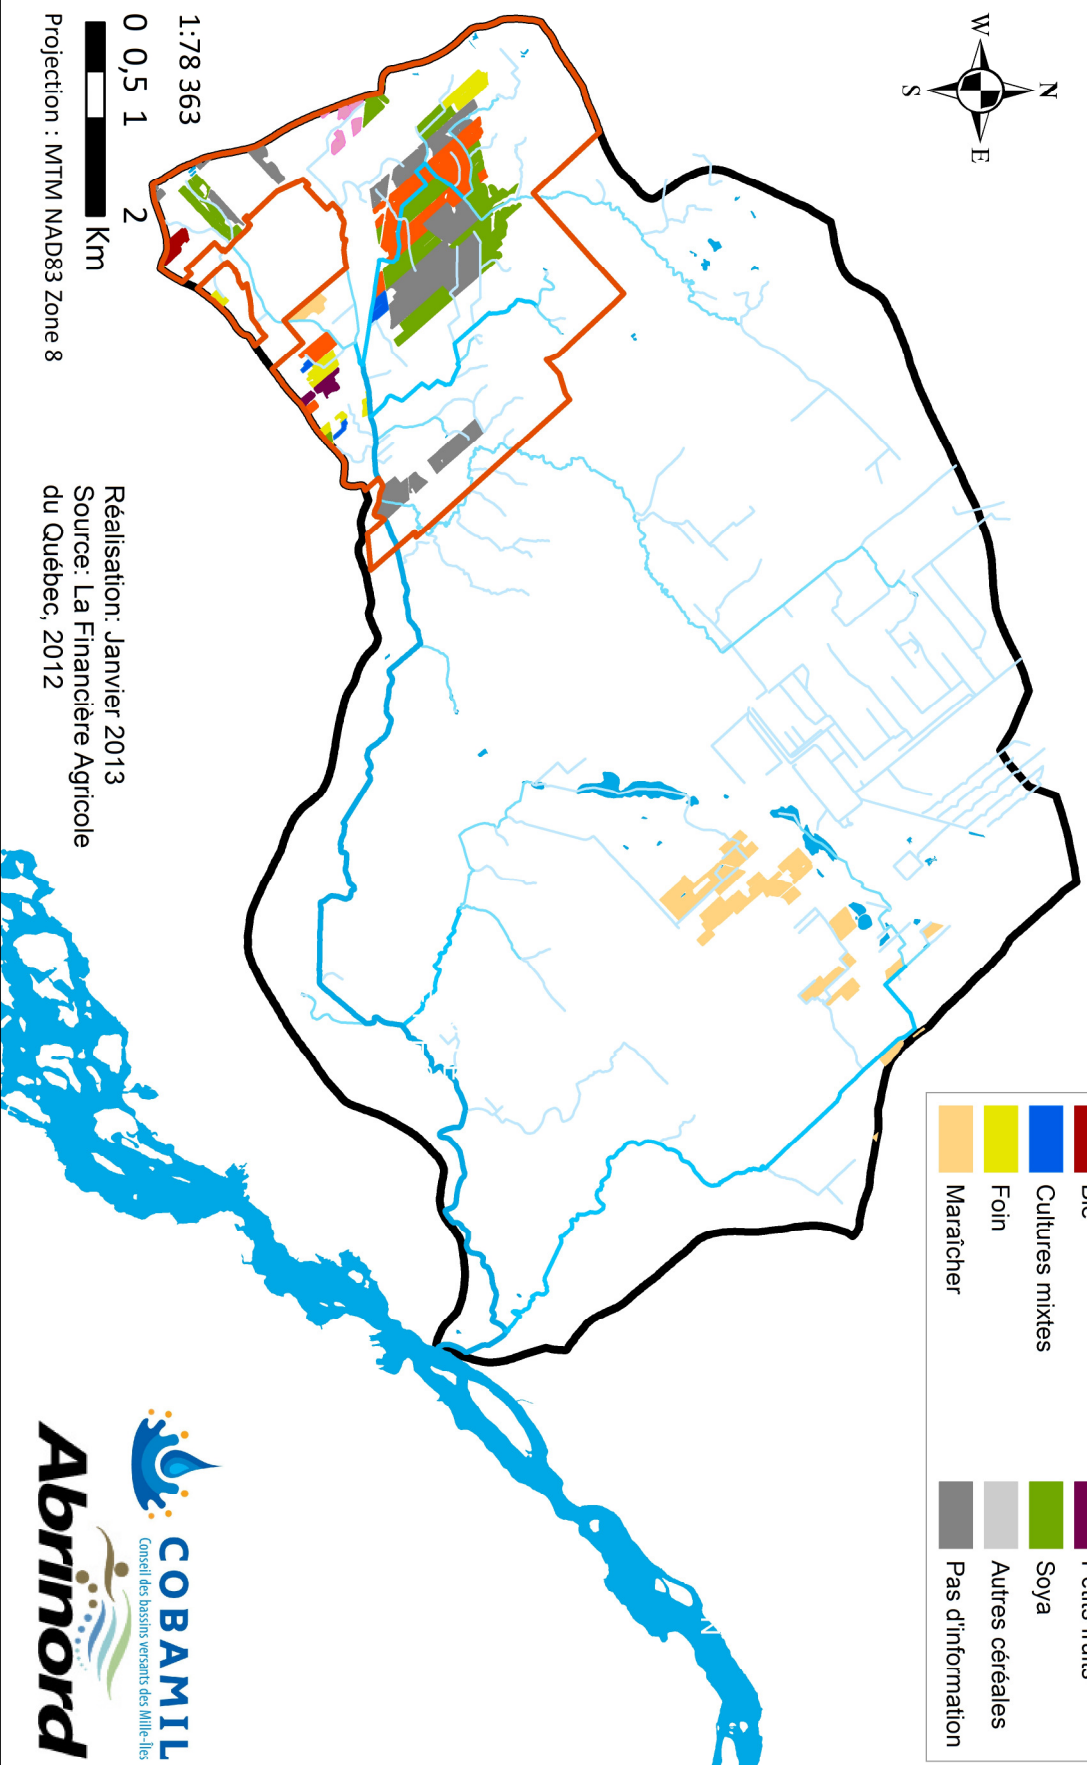 N
W
E
S
Cultures mixtes
Foin
Maraîcher
Soya
Autres céréales
Pas d'information
1:78 363
0 0,5 1 2
Km
Projection : MTM NAD83 Zone 8
Réalisation: Janvier 2013
Source: La Financière Agricole
du Québec, 2012
COBAMIL
Conseil des bassins versants des Mille-Îles
Abrinord